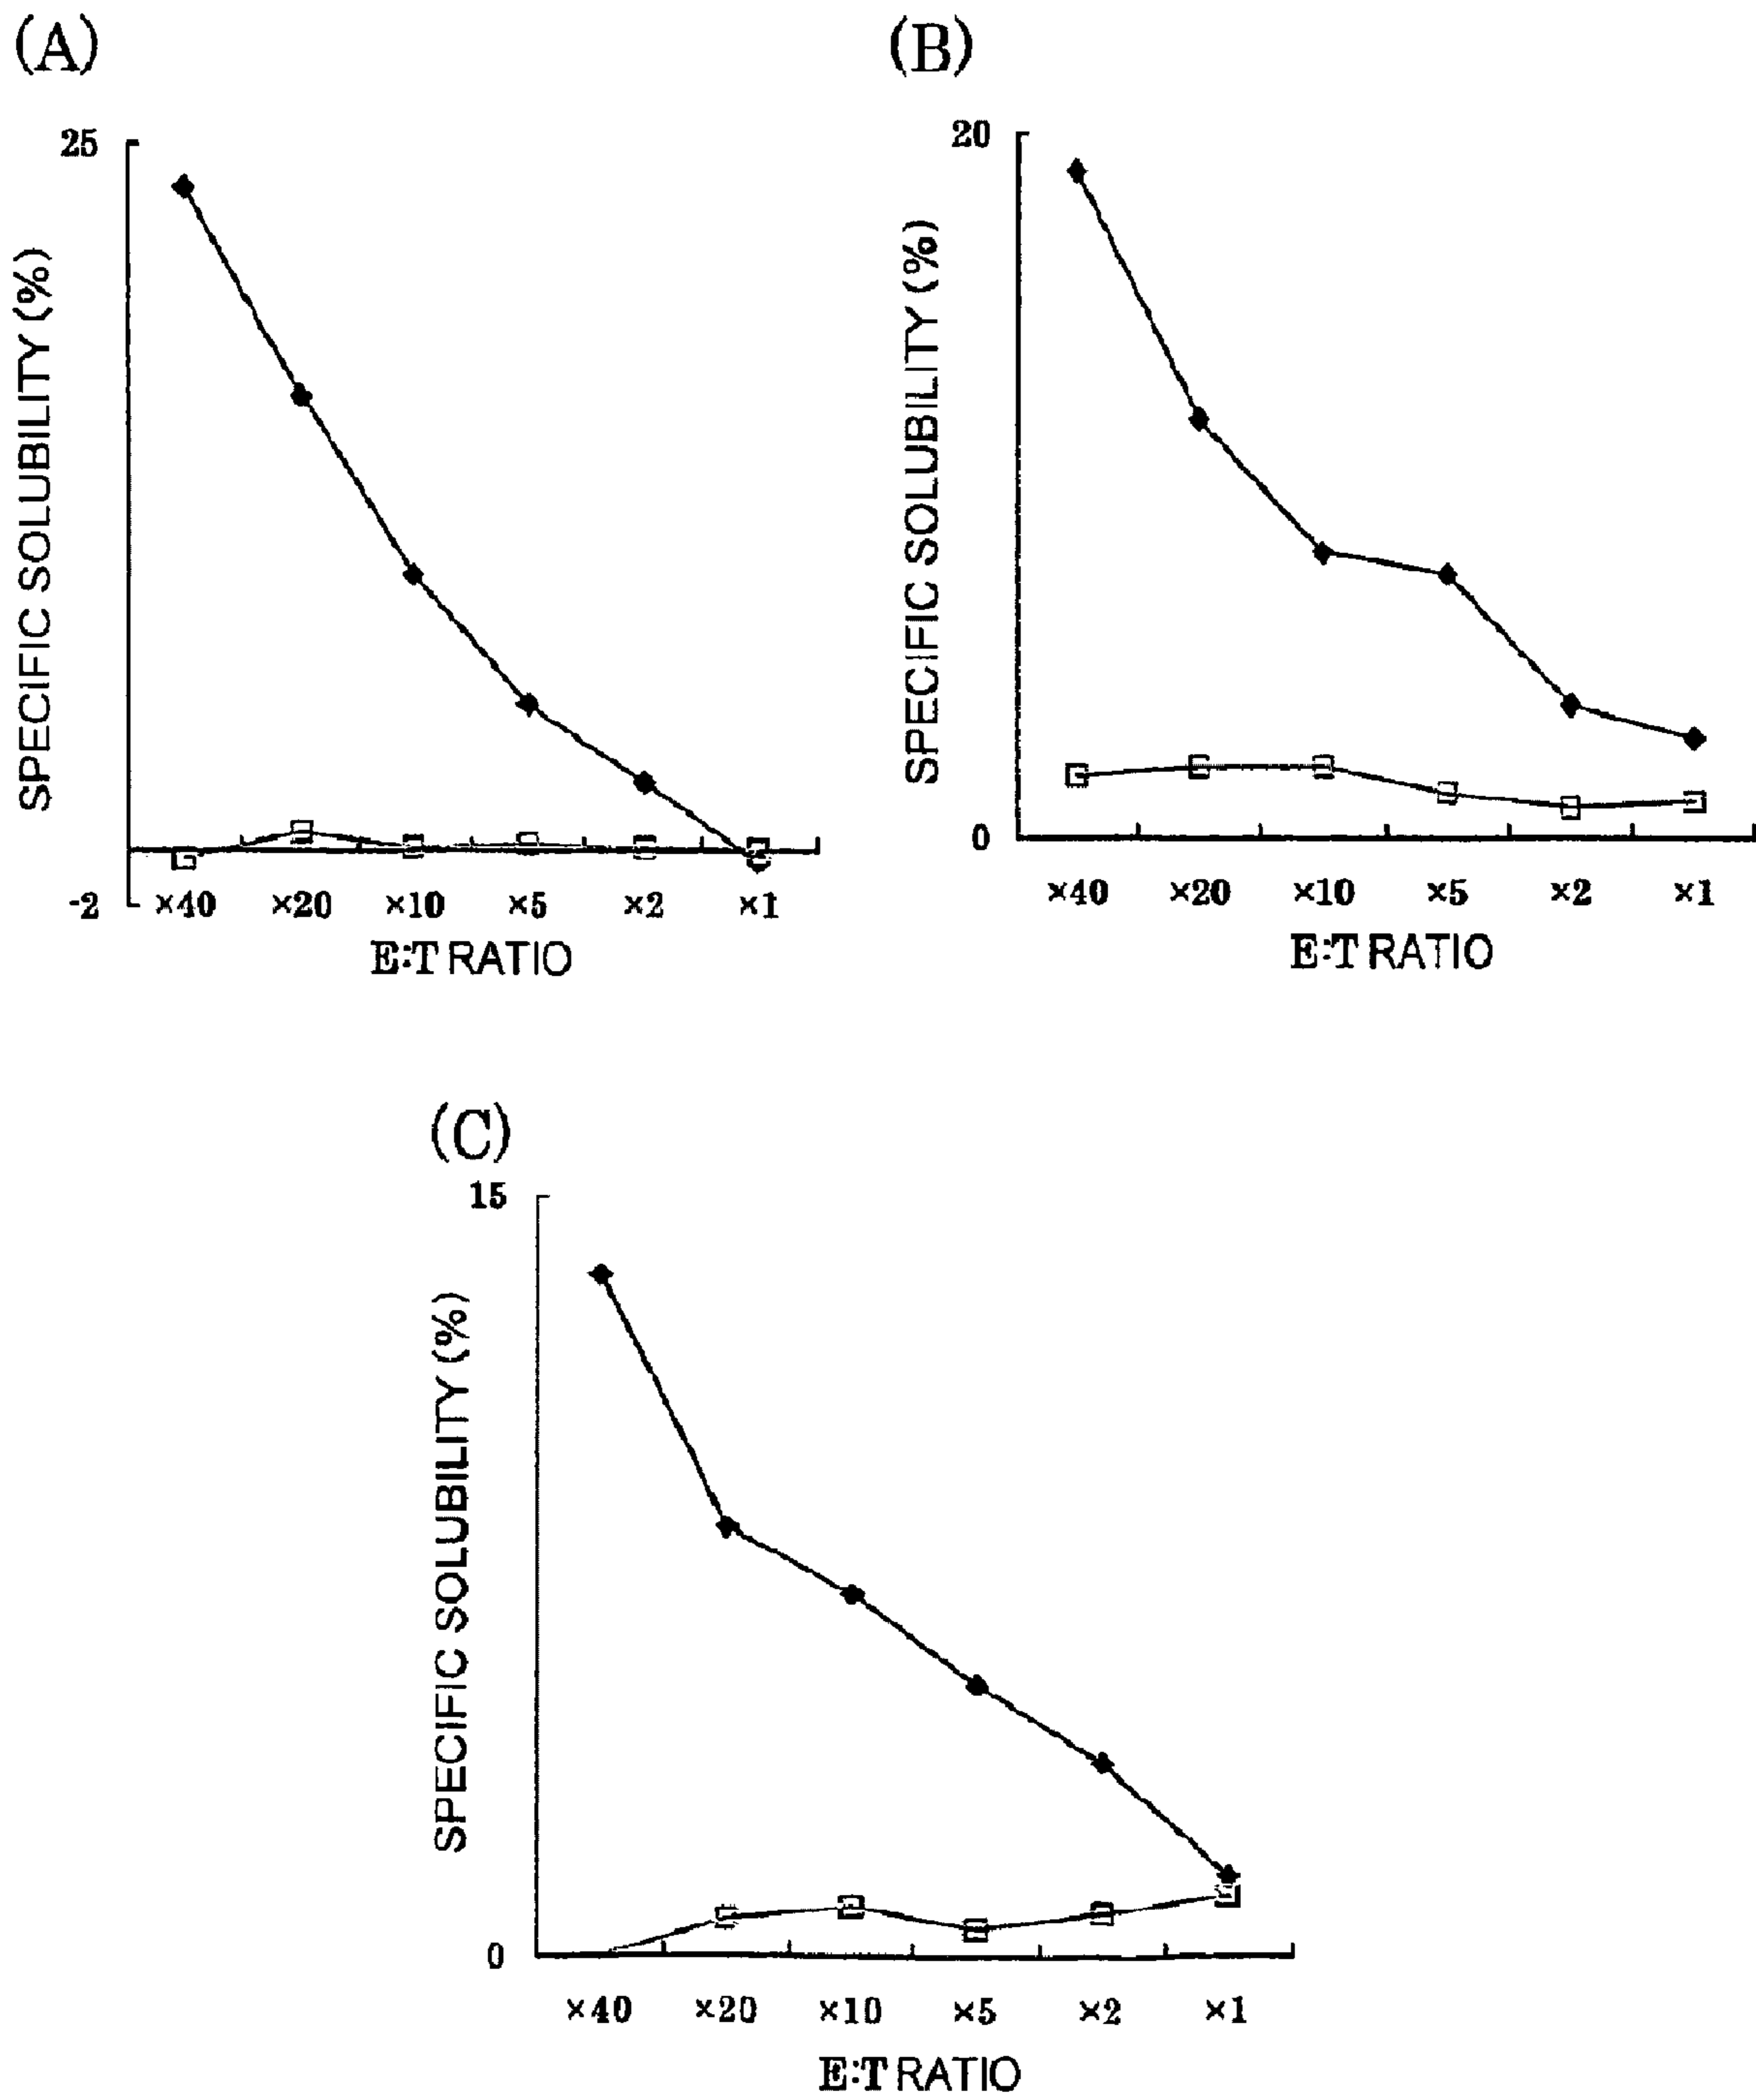 (A)
25
SPECIFIC SOLUBILITY (%)
-2
×40 ×20 ×10 ×5 ×2 ×1
E:T RATIO
(B)
20
SPECIFIC SOLUBILITY (%)
0
×40 ×20 ×10 ×5 ×2 ×1
E:T RATIO
(C)
15
SPECIFIC SOLUBILITY (%)
0
×40 ×20 ×10 ×5 ×2 ×1
E:T RATIO